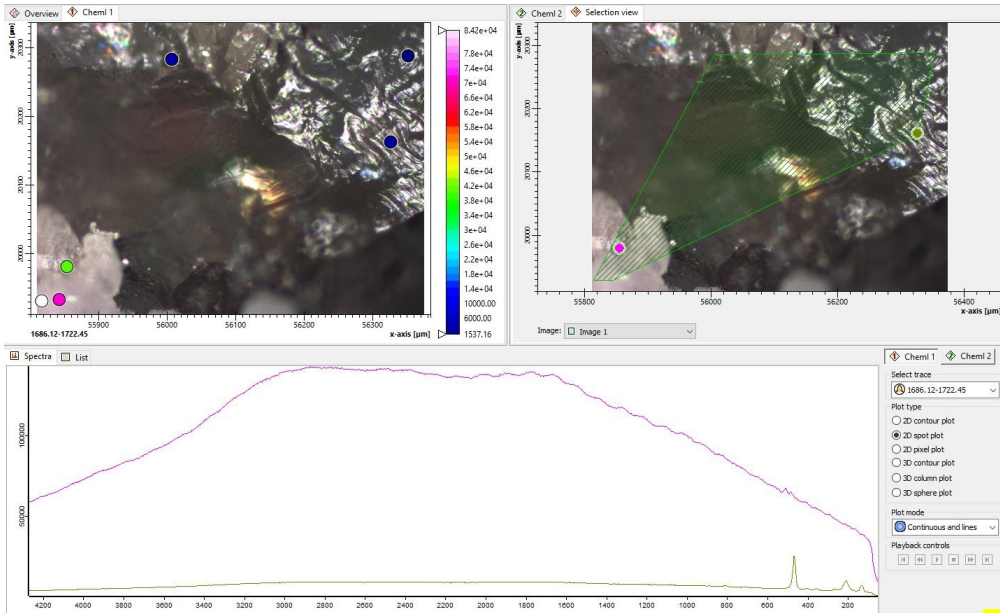 Overview
Cheml 1
y-axis [µm]
20300
20200
20100
20000
55900
56000
56100
56200
56300
1686.12-1722.45
x-axis [µm]
8.42e+04
7.8e+04
7.4e+04
7e+04
6.6e+04
6.2e+04
5.8e+04
5.4e+04
5e+04
4.6e+04
4.2e+04
3.8e+04
3.4e+04
3e+04
2.6e+04
2.2e+04
1.8e+04
1.4e+04
10000.00
6000.00
1537.16
Cheml 2
Selection view
y-axis [µm]
20300
20200
20100
20000
55800
56000
56200
56400
x-axis [µm]
Image:
Image 1
Spectra
List
100000
50000
4200
4000
3800
3600
3400
3200
3000
2800
2600
2400
2200
2000
1800
1600
1400
1200
1000
800
600
400
200
Cheml 1
Cheml 2
Select trace
1686.12-1722.45
Plot type
2D contour plot
2D spot plot
2D pixel plot
3D contour plot
3D column plot
3D sphere plot
Plot mode
Continuous and lines
Playback controls